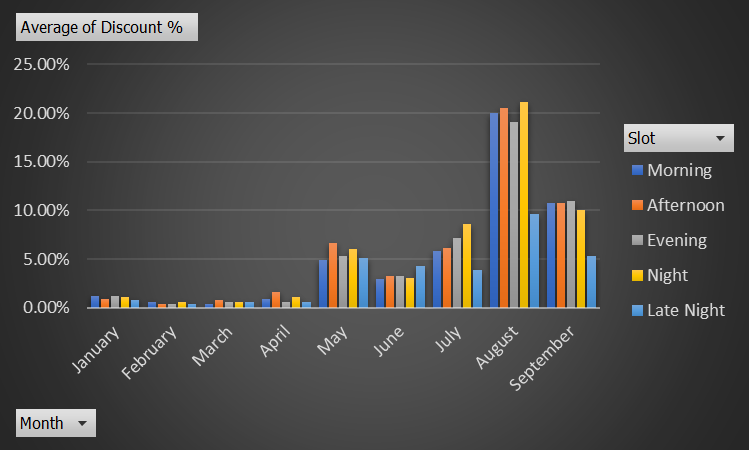 Average of Discount %
25.00%
20.00%
15.00%
10.00%
5.00%
0.00%
January
February
March
April
May
June
July
August
September
Slot
Morning
Afternoon
Evening
Night
Late Night
Month